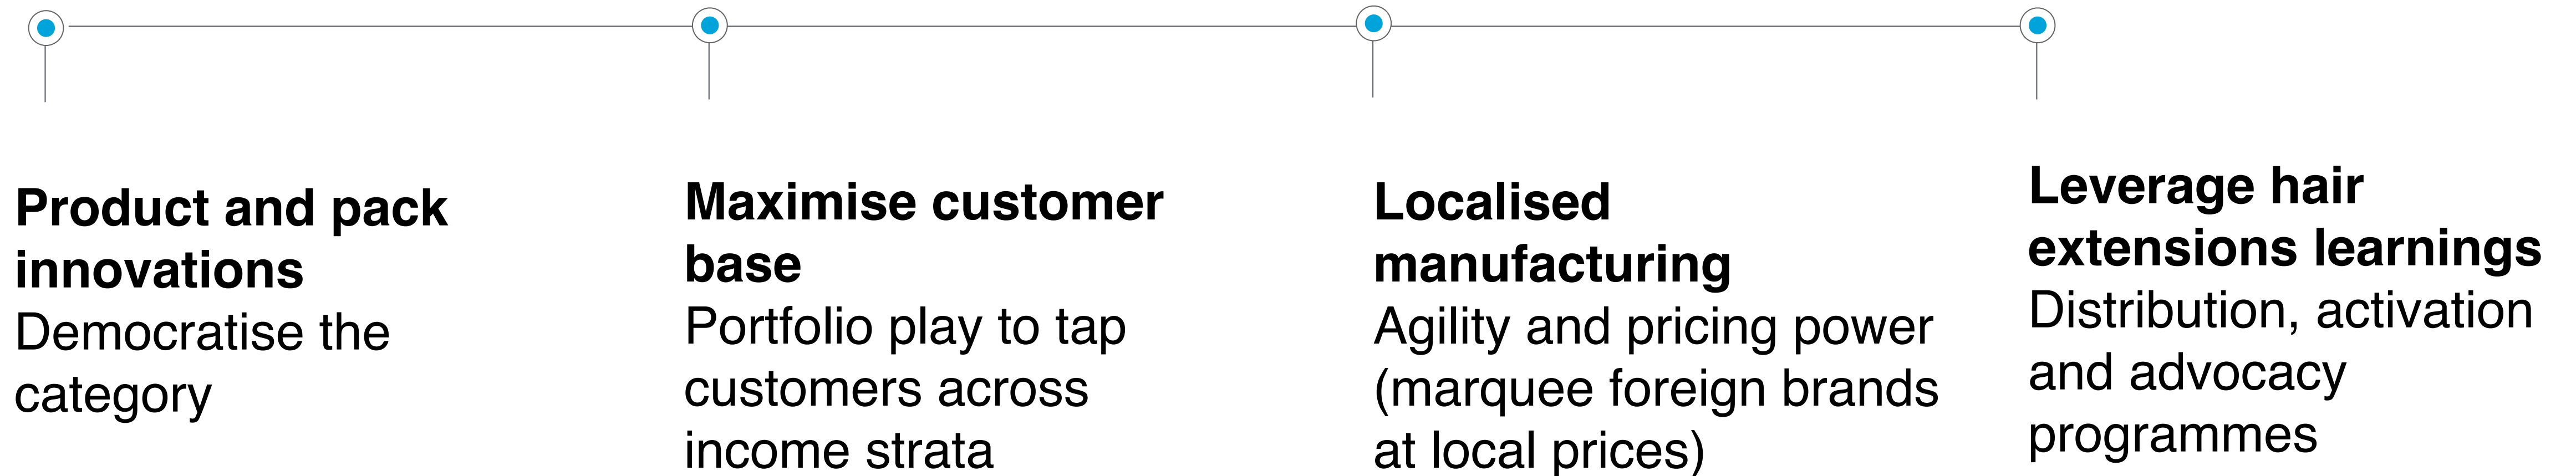 Product and pack
innovations
Democratise the
category
Maximise customer
base
Portfolio play to tap
customers across
income strata
Localised
manufacturing
Agility and pricing power
(marquee foreign brands
at local prices)
Leverage hair
extensions learnings
Distribution, activation
and advocacy
programmes